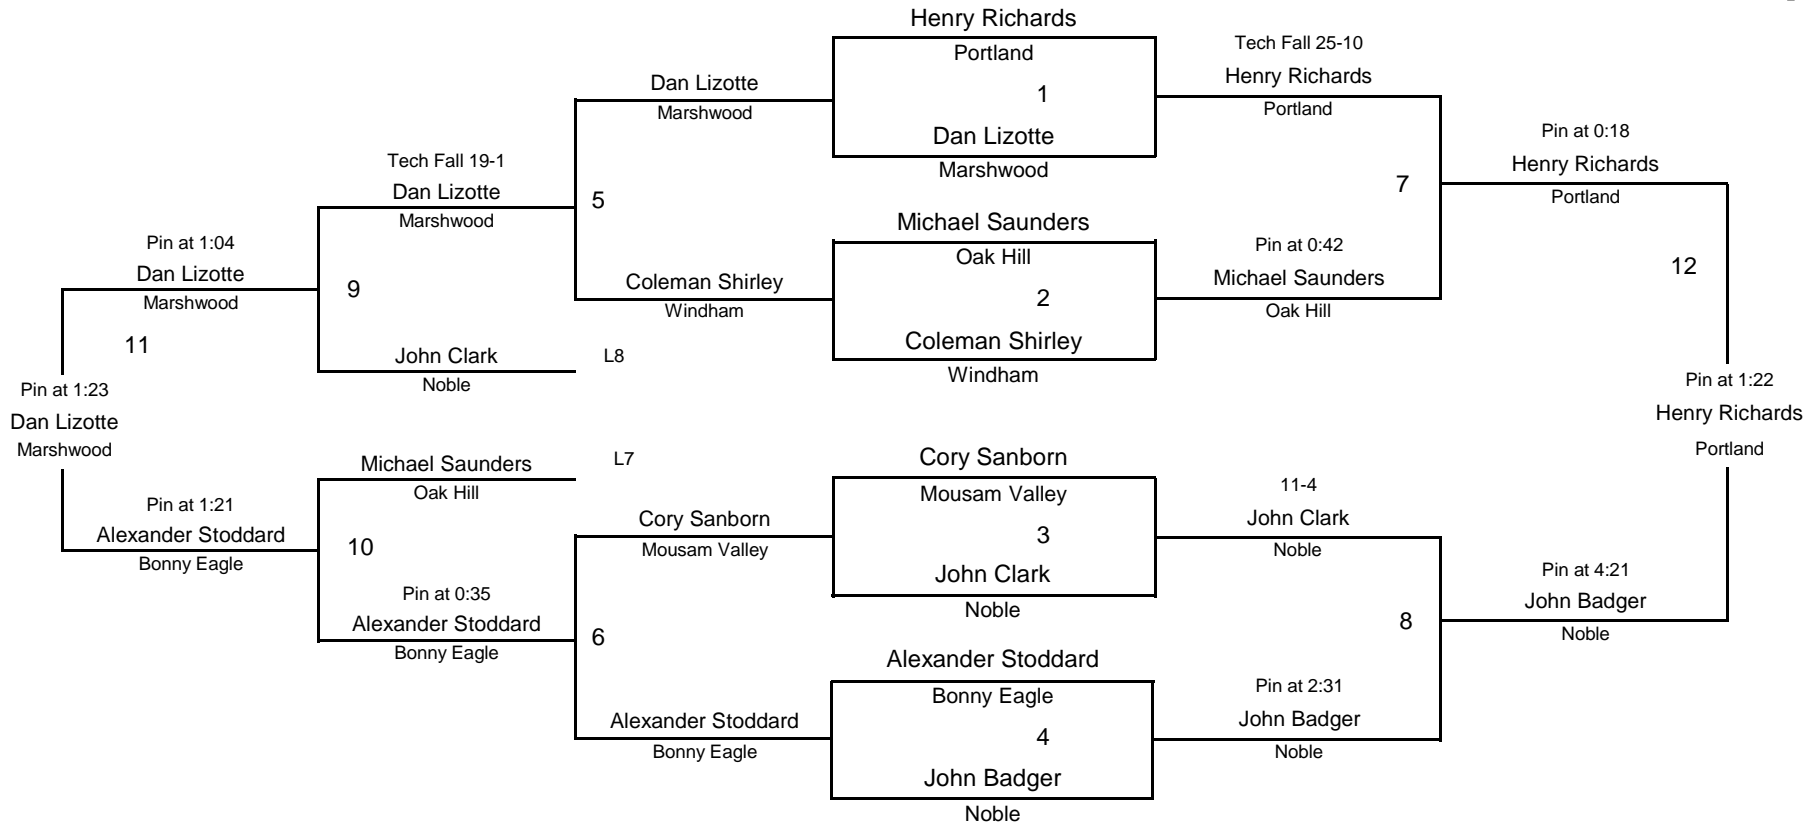 Henry Richards
Portland
1
Dan Lizotte
Marshwood
Michael Saunders
Oak Hill
2
Coleman Shirley
Windham
Cory Sanborn
Mousam Valley
3
John Clark
Noble
Alexander Stoddard
Bonny Eagle
4
John Badger
Noble
Tech Fall 25-10
Henry Richards
Portland
7
Pin at 0:42
Michael Saunders
Oak Hill
11-4
John Clark
Noble
8
Pin at 2:31
John Badger
Noble
Pin at 0:18
Henry Richards
Portland
12
Pin at 4:21
John Badger
Noble
Pin at 1:22
Henry Richards
Portland
Dan Lizotte
Marshwood
5
Coleman Shirley
Windham
L8
L7
Cory Sanborn
Mousam Valley
6
Alexander Stoddard
Bonny Eagle
Tech Fall 19-1
Dan Lizotte
Marshwood
9
John Clark
Noble
Michael Saunders
Oak Hill
10
Pin at 0:35
Alexander Stoddard
Bonny Eagle
Pin at 1:04
Dan Lizotte
Marshwood
11
Pin at 1:21
Alexander Stoddard
Bonny Eagle
Pin at 1:23
Dan Lizotte
Marshwood